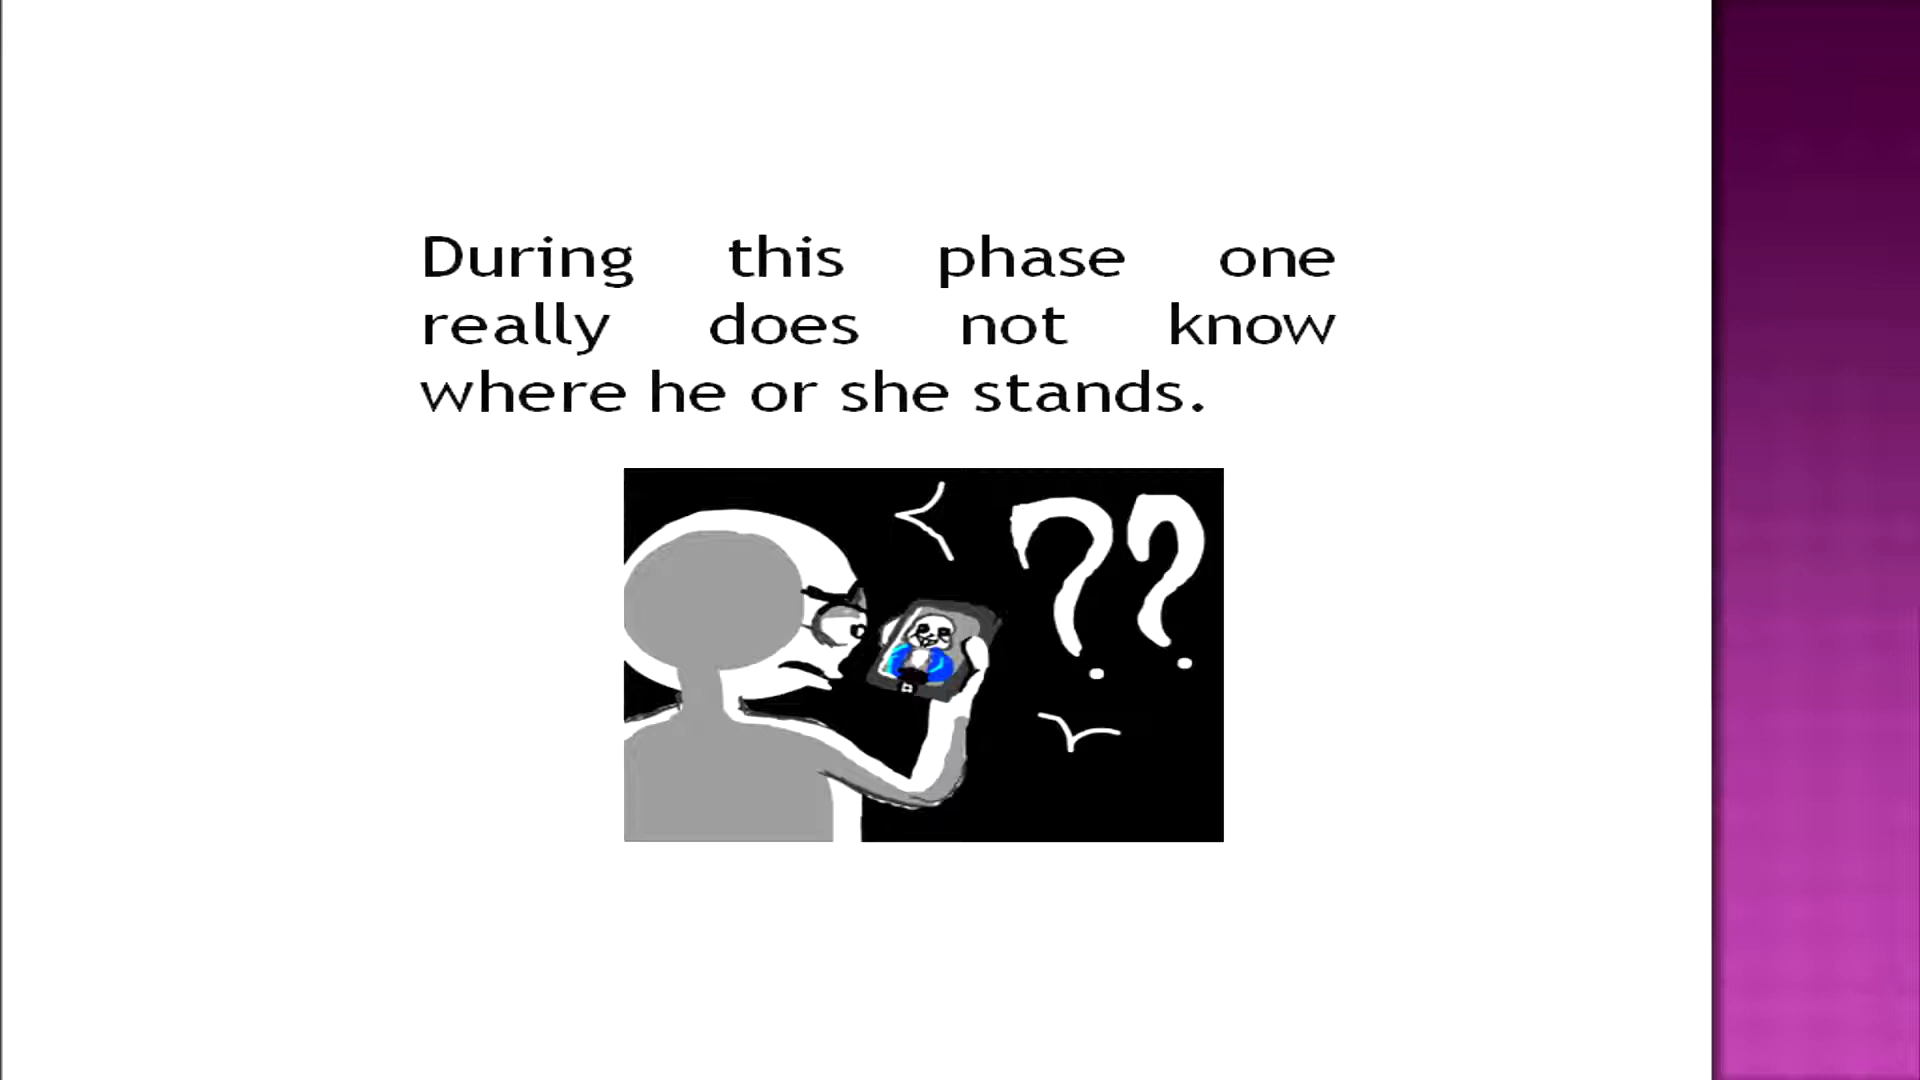 During this phase one
really does not know
where he or she stands.
??